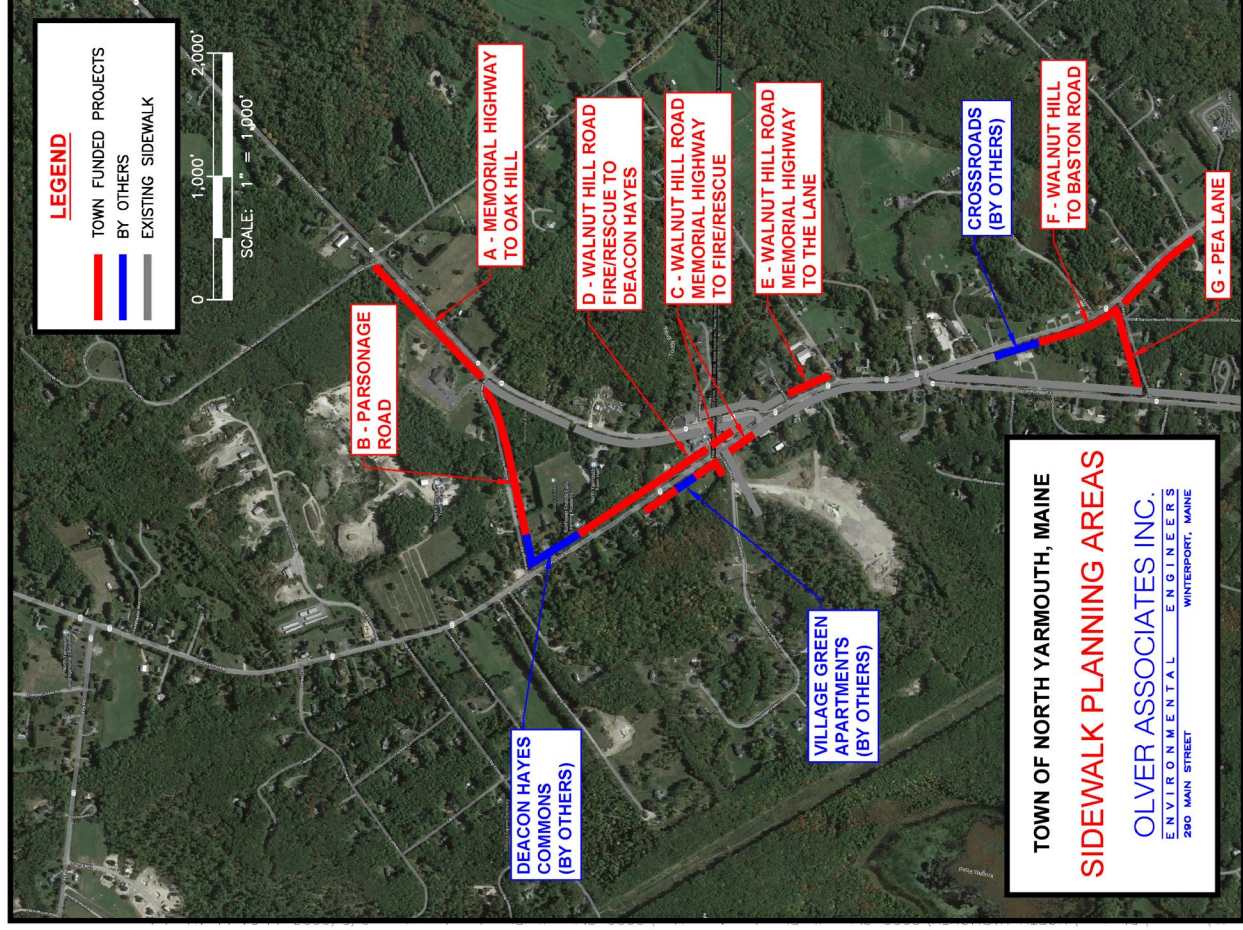 LEGEND
TOWN FUNDED PROJECTS
BY OTHERS
EXISTING SIDEWALK
0 1,000' 2,000'
SCALE: 1" = 1,000'
A - MEMORIAL HIGHWAY
TO OAK HILL
B - PARSONAGE
ROAD
D - WALNUT HILL ROAD
FIRE/RESCUE TO
DEACON HAYES
C - WALNUT HILL ROAD
MEMORIAL HIGHWAY
TO FIRE/RESCUE
E - WALNUT HILL ROAD
MEMORIAL HIGHWAY
TO THE LANE
CROSSROADS
(BY OTHERS)
F - WALNUT HILL
TO BASTON ROAD
G - PEA LANE
DEACON HAYES
COMMONS
(BY OTHERS)
VILLAGE GREEN
APARTMENTS
(BY OTHERS)
Knights Pond
TOWN OF NORTH YARMOUTH, MAINE
SIDEWALK PLANNING AREAS
OLVER ASSOCIATES INC.
ENVIRONMENTAL ENGINEERS
290 MAIN STREET WINTERPORT, MAINE